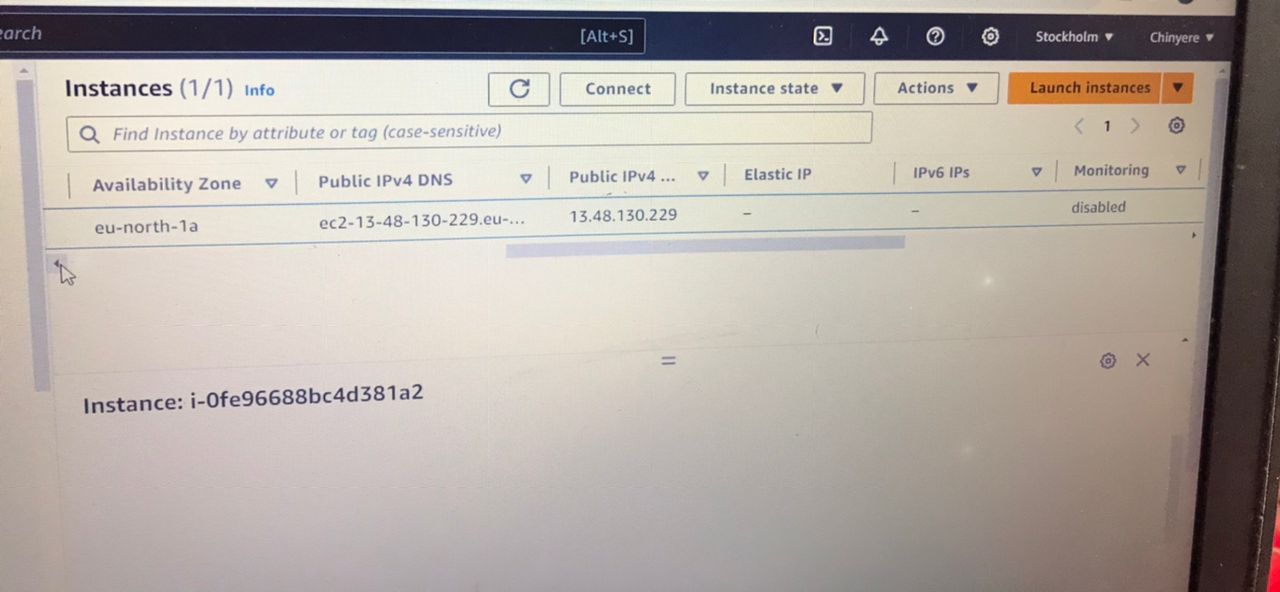 earch [Alt+S] Stockholm Chinyere
Instances (1/1) Info Connect Instance state Actions Launch instances
Find Instance by attribute or tag (case-sensitive) 1
Availability Zone Public IPv4 DNS Public IPv4 ... Elastic IP IPv6 IPs Monitoring
eu-north-1a ec2-13-48-130-229.eu-... 13.48.130.229 – – disabled
Instance: i-0fe96688bc4d381a2